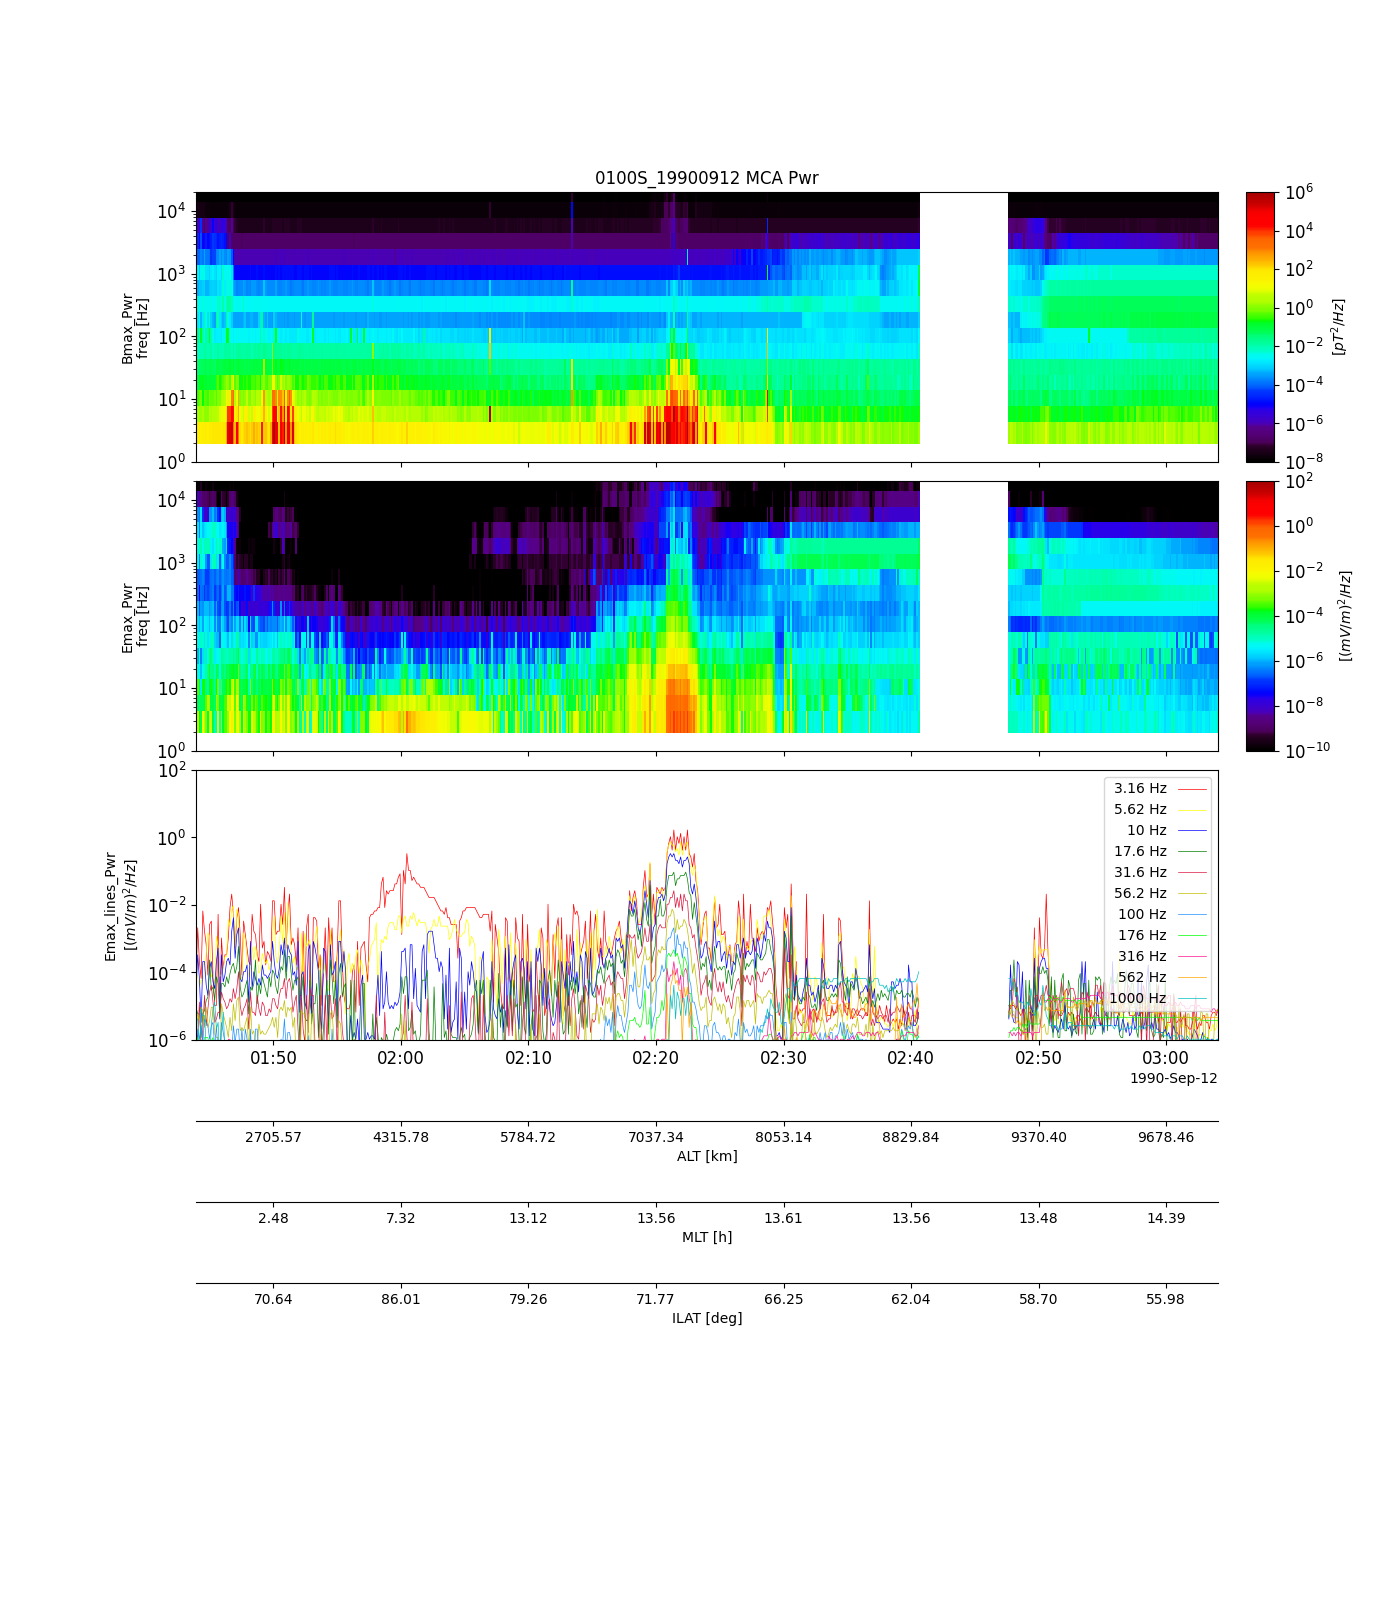 0100S_19900912 MCA Pwr
10^4
10^3
10^2
10^1
10^0
Bmax_Pwr
freq [Hz]
10^6
10^4
10^2
10^0
10^−2
10^−4
10^−6
10^−8
[pT^2/Hz]
10^4
10^3
10^2
10^1
10^0
Emax_Pwr
freq [Hz]
10^2
10^0
10^−2
10^−4
10^−6
10^−8
10^−10
[(mV/m)^2/Hz]
10^2
10^0
10^−2
10^−4
10^−6
Emax_lines_Pwr
[(mV/m)^2/Hz]
3.16 Hz
5.62 Hz
10 Hz
17.6 Hz
31.6 Hz
56.2 Hz
100 Hz
176 Hz
316 Hz
562 Hz
1000 Hz
01:50 02:00 02:10 02:20 02:30 02:40 02:50 03:00
1990-Sep-12
2705.57 4315.78 5784.72 7037.34 8053.14 8829.84 9370.40 9678.46
ALT [km]
2.48 7.32 13.12 13.56 13.61 13.56 13.48 14.39
MLT [h]
70.64 86.01 79.26 71.77 66.25 62.04 58.70 55.98
ILAT [deg]